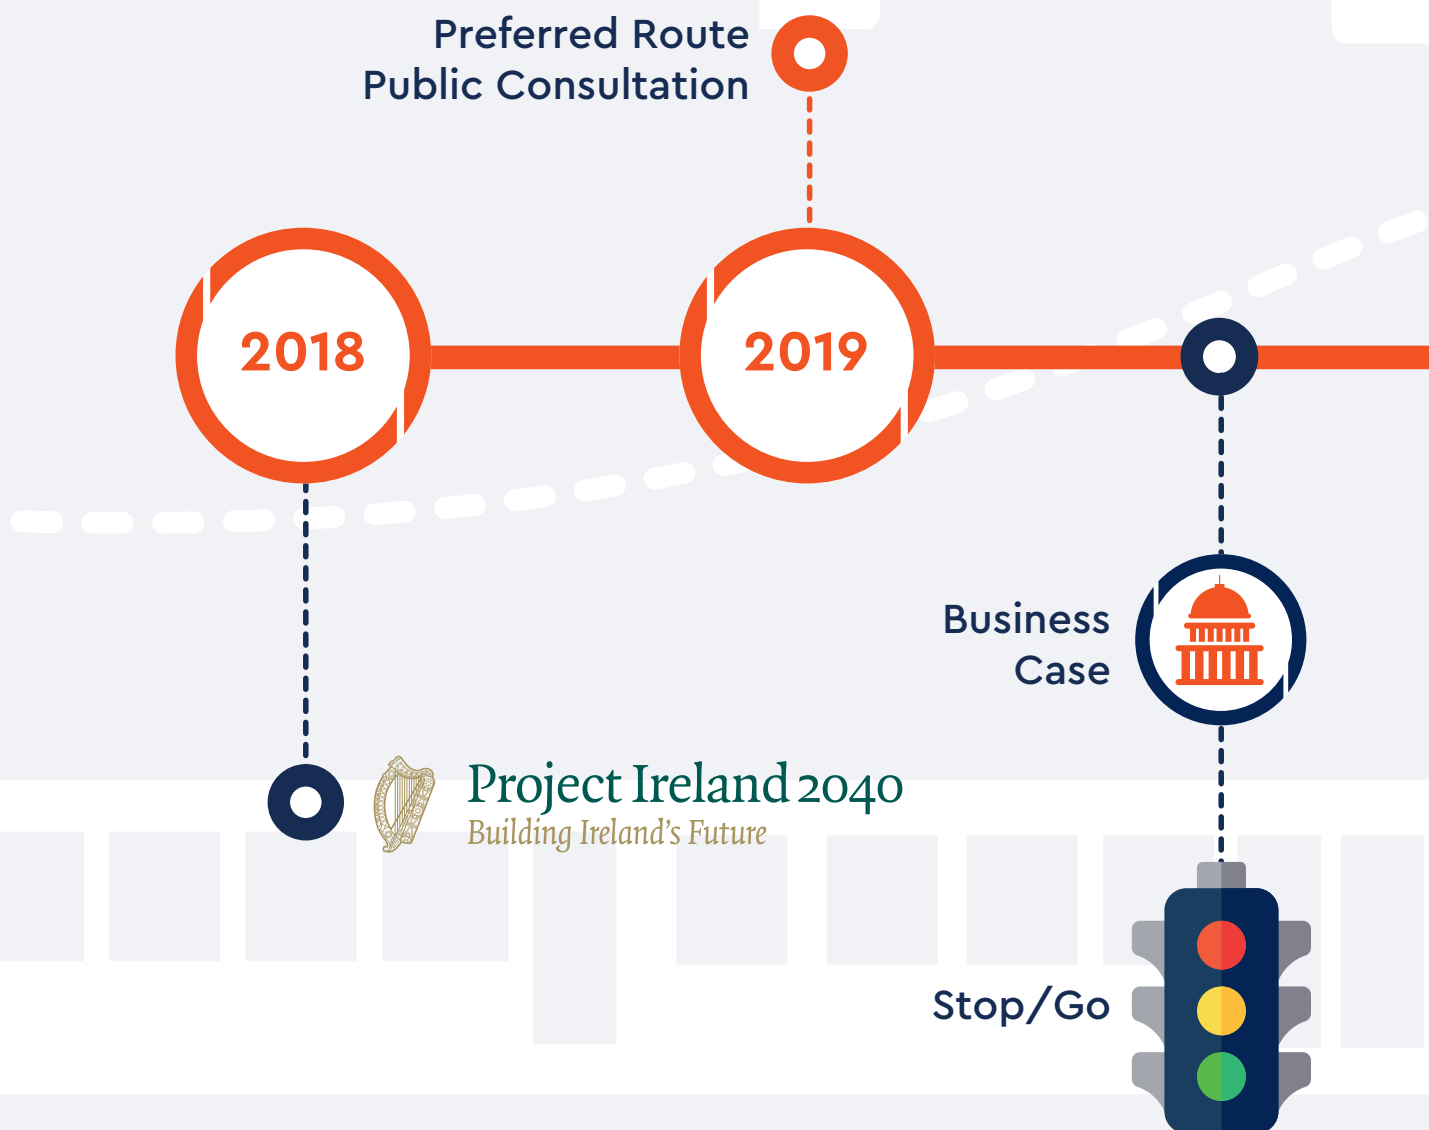 Preferred Route
Public Consultation
2018
2019
Business
Case
Project Ireland 2040
Building Ireland's Future
Stop/Go